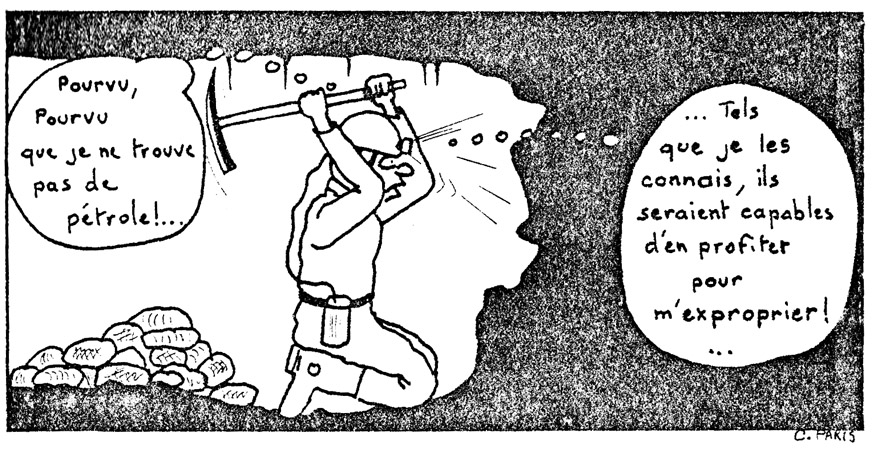 Pourvu,
Pourvu
que je ne trouve
pas de
pétrole!...
... Tels
que je les
connais, ils
seraient capables
d'en profiter
pour
m'exproprier!
...
C. PARIS